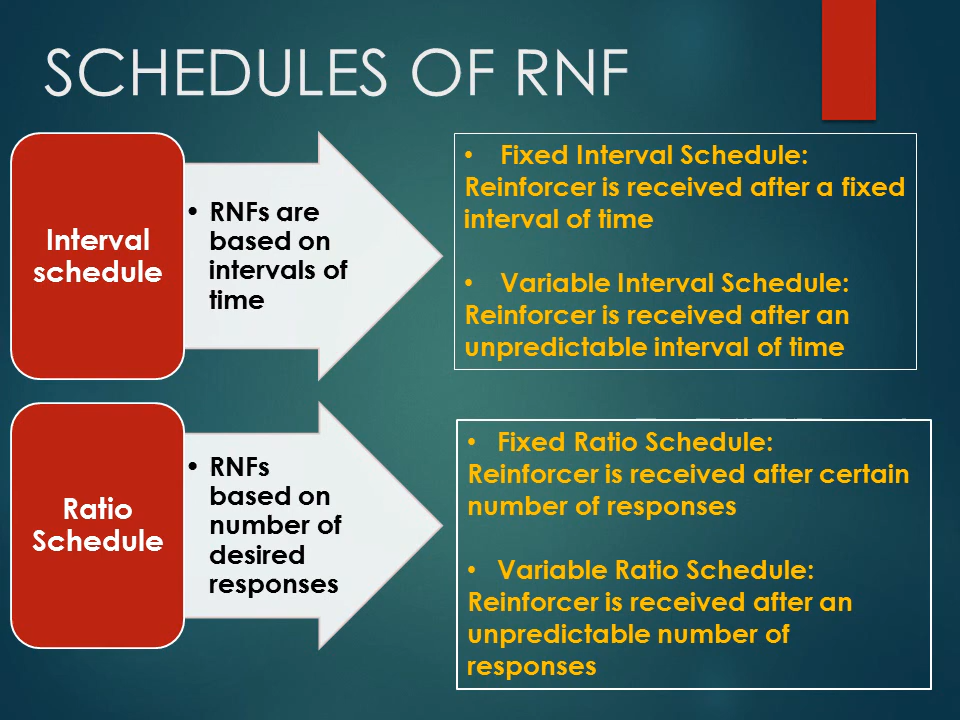 SCHEDULES OF RNF
Interval
schedule
• RNFs are
based on
intervals of
time
• Fixed Interval Schedule:
Reinforcer is received after a fixed
interval of time
• Variable Interval Schedule:
Reinforcer is received after an
unpredictable interval of time
Ratio
Schedule
• RNFs
based on
number of
desired
responses
• Fixed Ratio Schedule:
Reinforcer is received after certain
number of responses
• Variable Ratio Schedule:
Reinforcer is received after an
unpredictable number of
responses